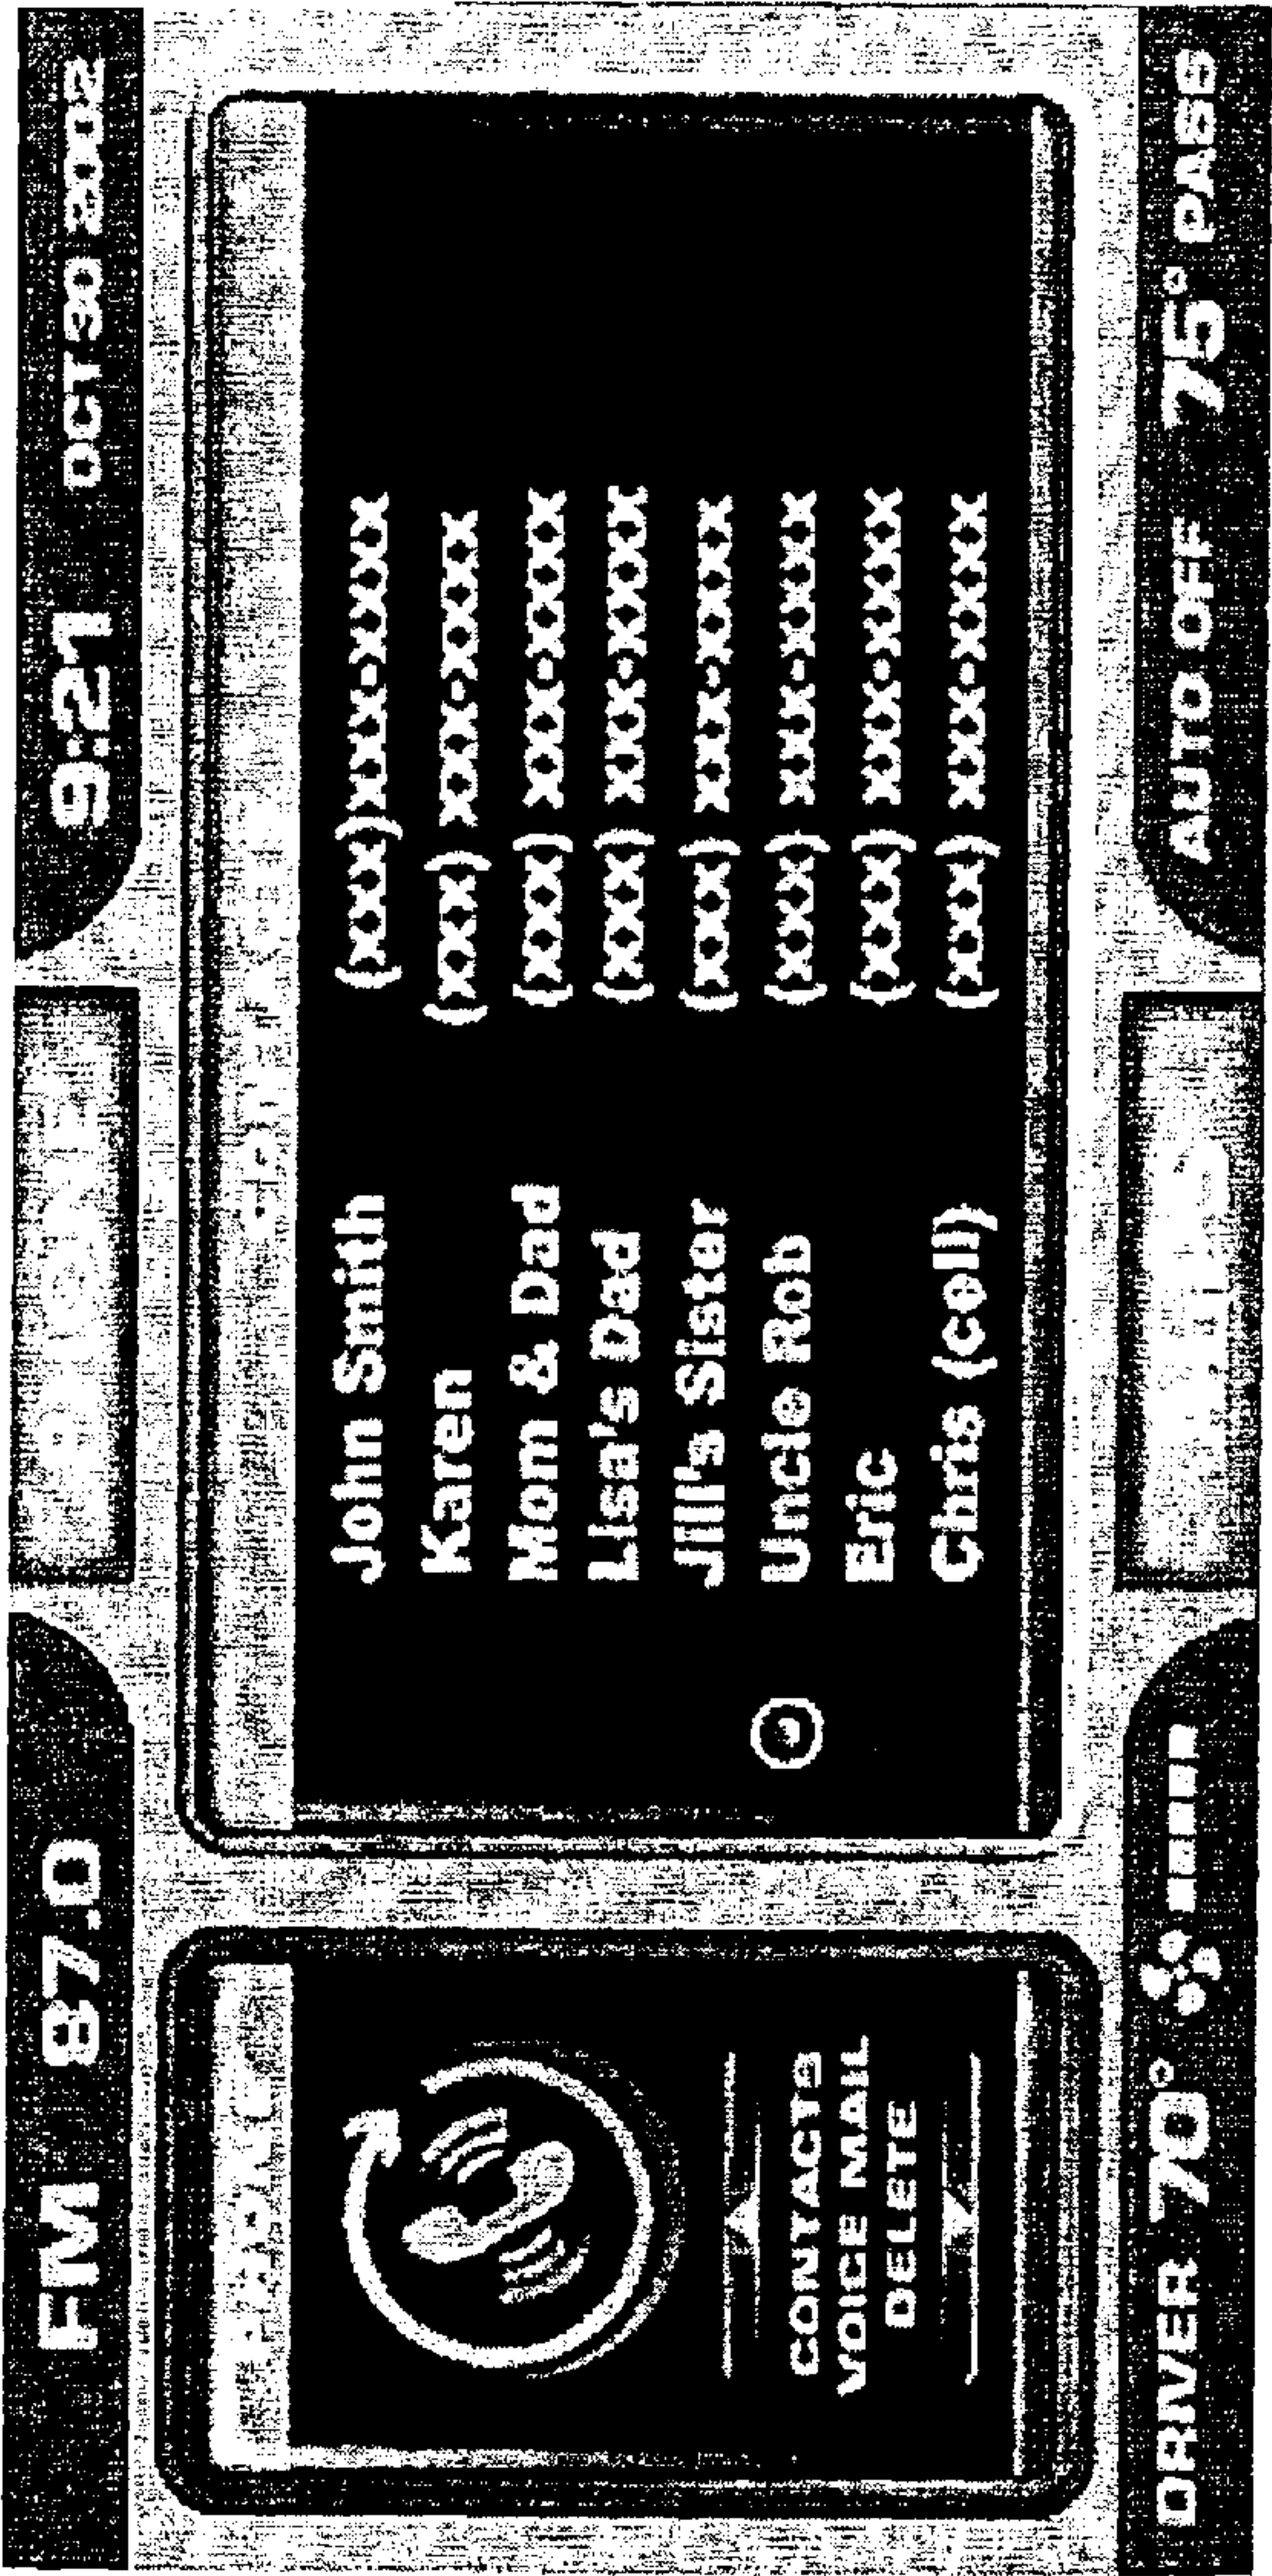 FM 87.0
9:21 OCT 30 2002
CONTACTS
VOICE MAIL
DELETE
John Smith (xxx)xxx-xxxx
Karen (xxx) xxx-xxxx
Mom & Dad (xxx) xxx-xxxx
Lisa's Dad (xxx) xxx-xxxx
Jill's Sister (xxx) xxx-xxxx
Uncle Rob (xxx) xxx-xxxx
Eric (xxx) xxx-xxxx
Chris (cell) (xxx) xxx-xxxx
DRIVER 70°
AUTO OFF 75° PASS